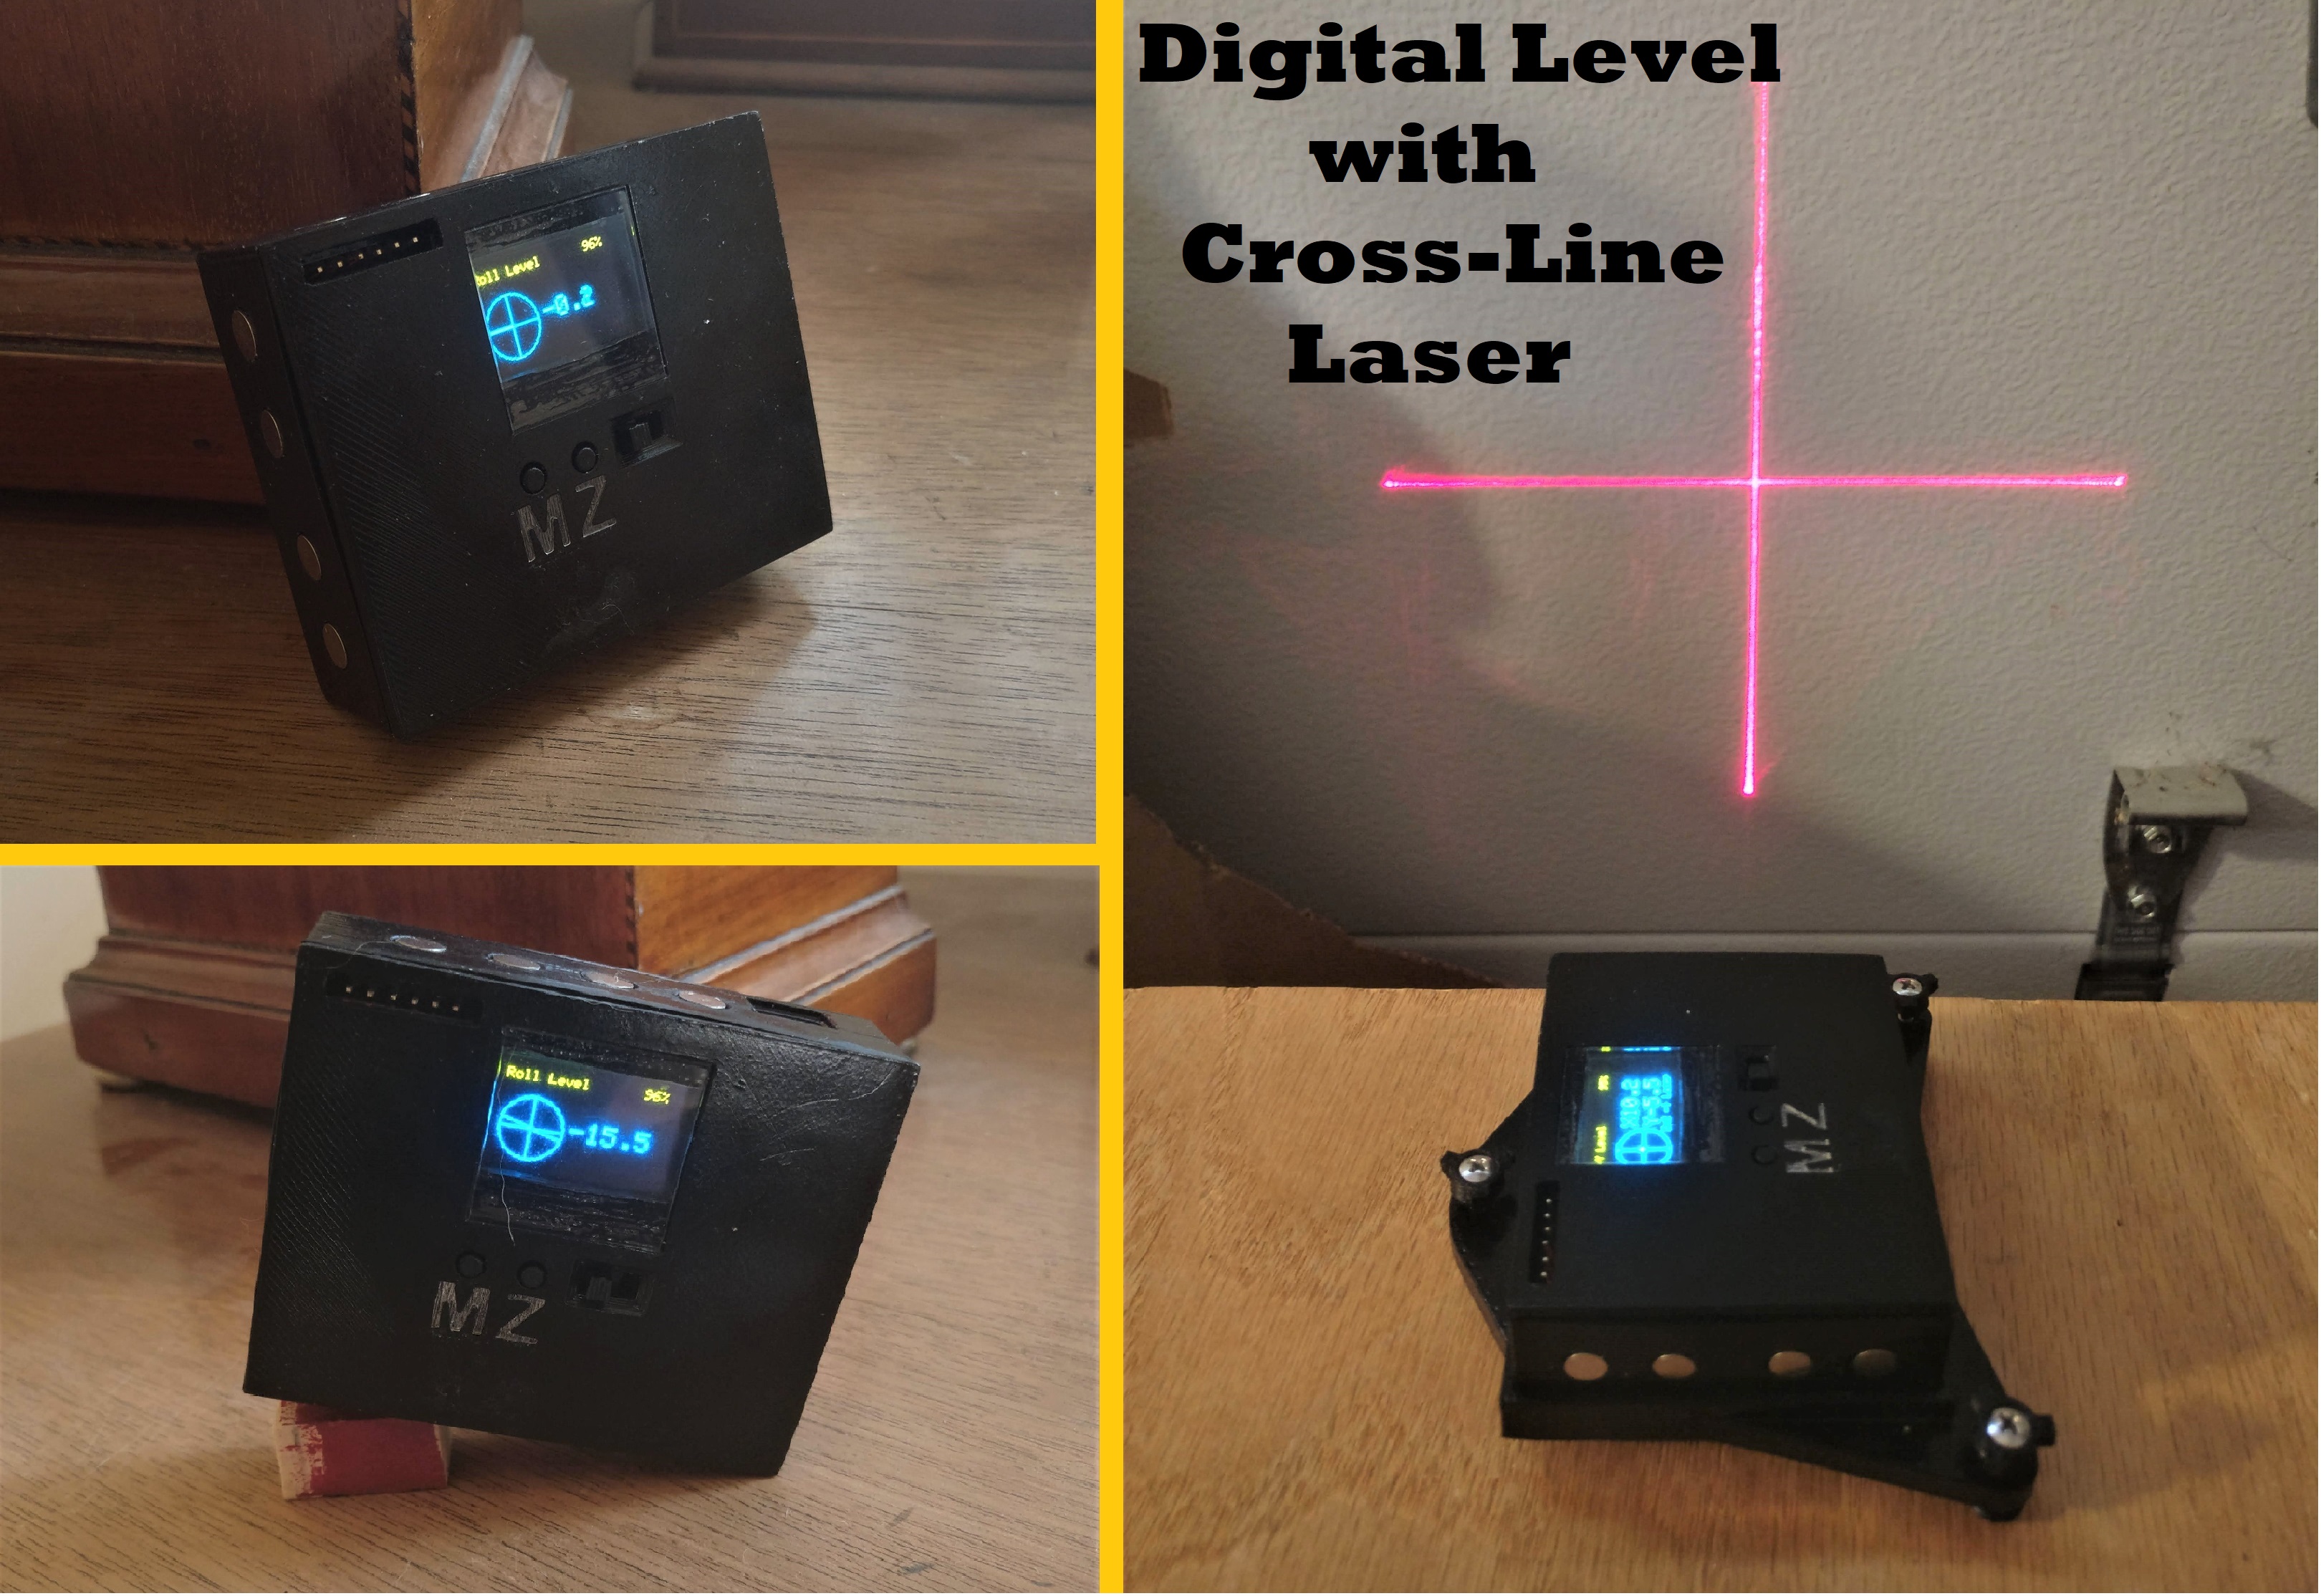 Digital Level
with
Cross-Line
Laser
Roll Level
96%
-0.2
MZ
Roll Level
96%
-15.5
MZ
Level
MZ